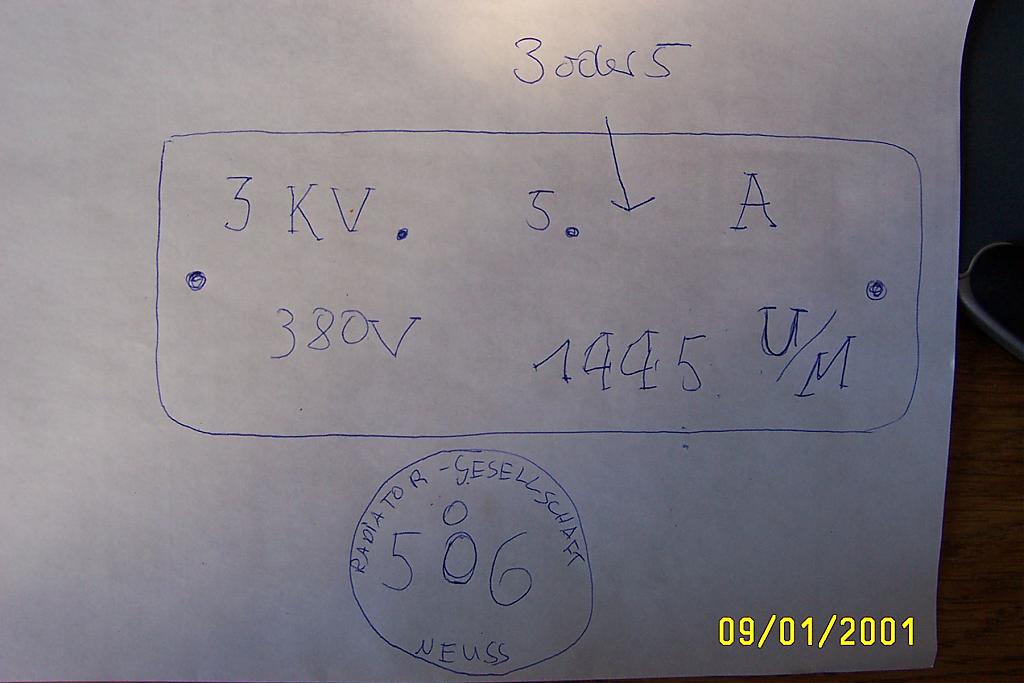 3 oder 5
3 KV. 5. A
380V 1445 U/M
RADIATOR-GESELLSCHAFT
506
NEUSS
09/01/2001